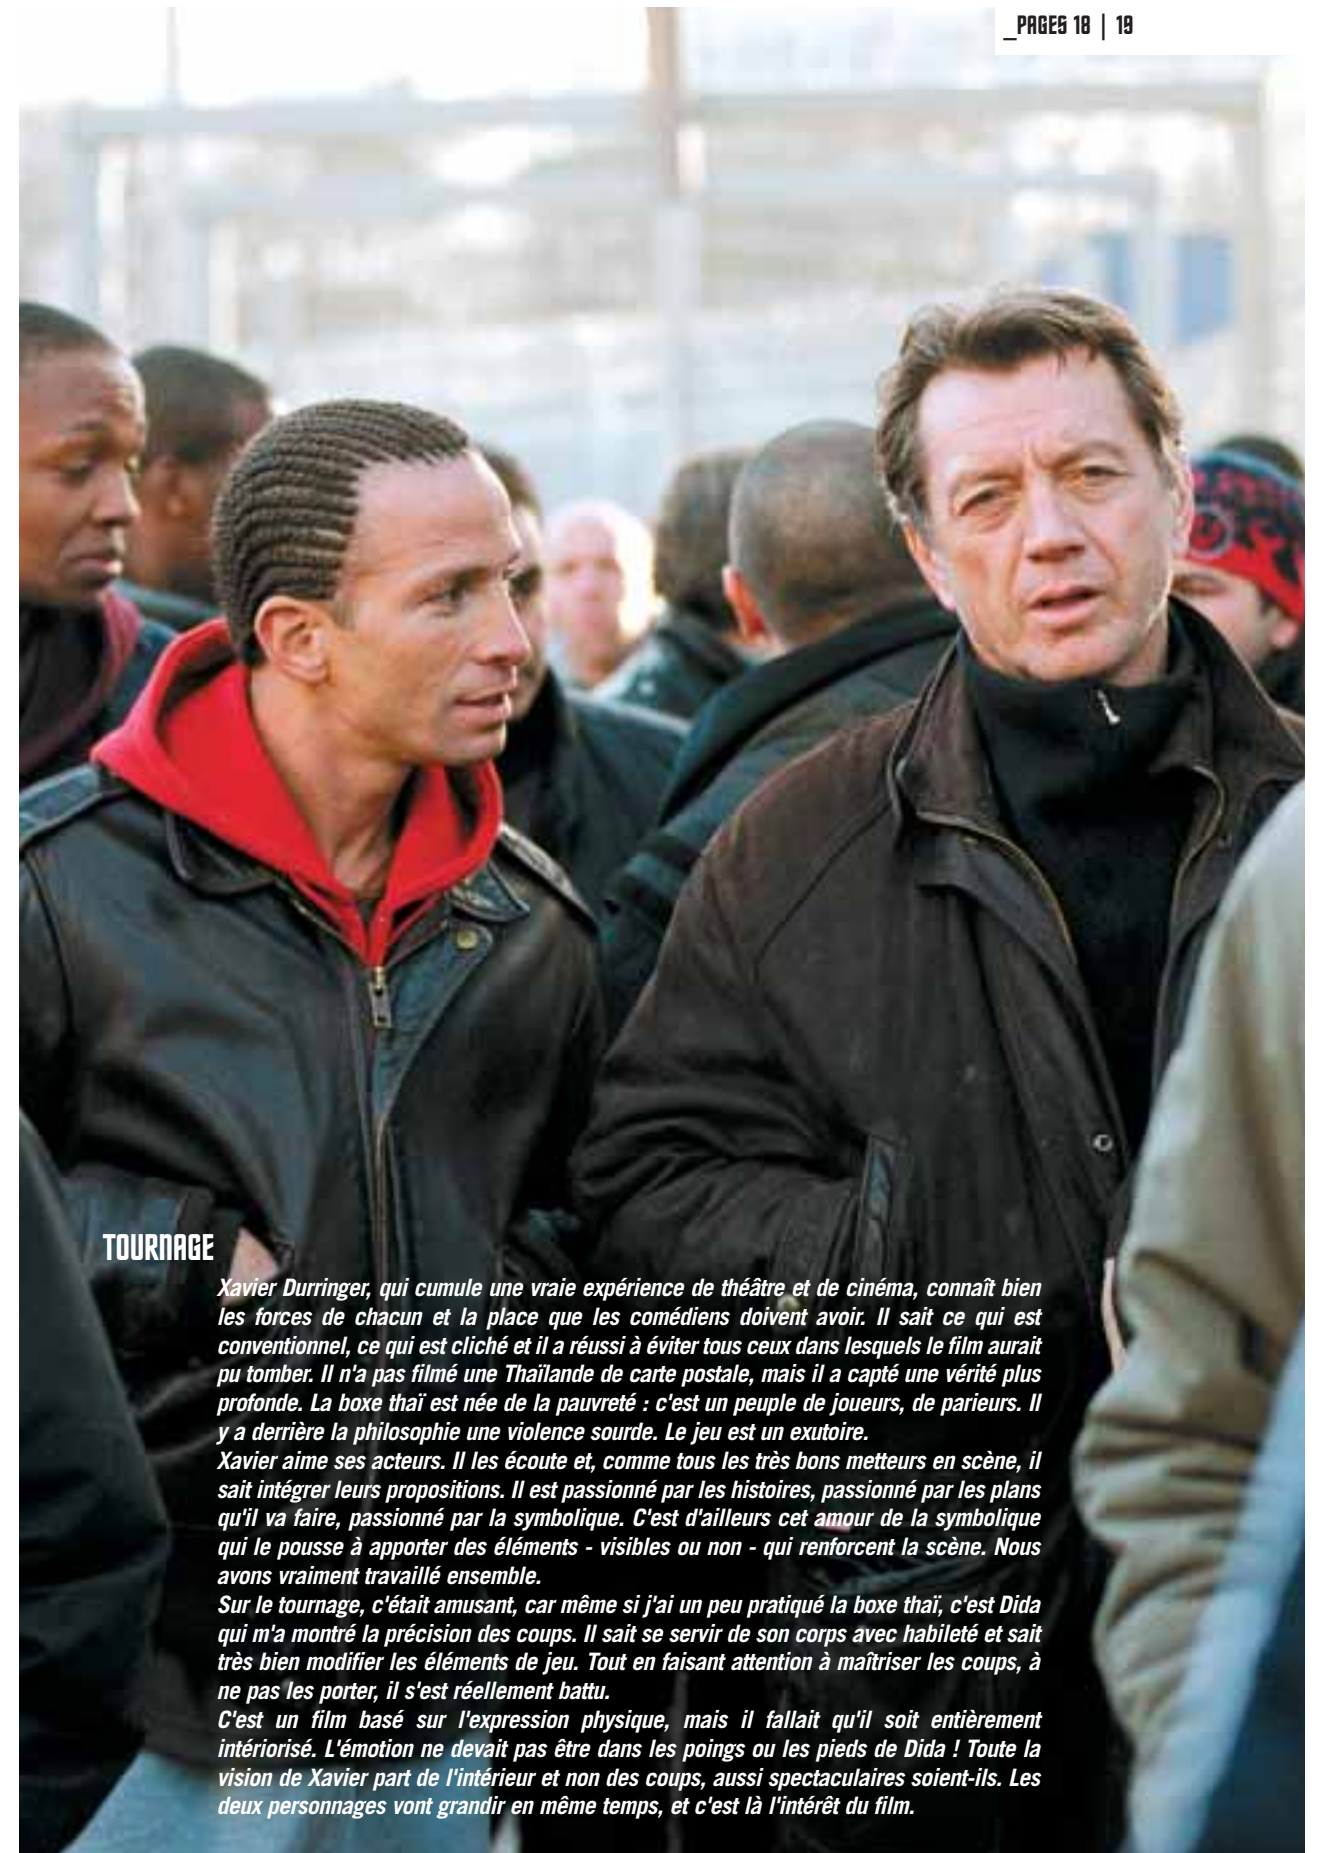 _PAGES 18 | 19
TOURNAGE
Xavier Durringer, qui cumule une vraie expérience de théâtre et de cinéma, connaît bien
les forces de chacun et la place que les comédiens doivent avoir. Il sait ce qui est
conventionnel, ce qui est cliché et il a réussi à éviter tous ceux dans lesquels le film aurait
pu tomber. Il n'a pas filmé une Thaïlande de carte postale, mais il a capté une vérité plus
profonde. La boxe thaï est née de la pauvreté : c'est un peuple de joueurs, de parieurs. Il
y a derrière la philosophie une violence sourde. Le jeu est un exutoire.
Xavier aime ses acteurs. Il les écoute et, comme tous les très bons metteurs en scène, il
sait intégrer leurs propositions. Il est passionné par les histoires, passionné par les plans
qu'il va faire, passionné par la symbolique. C'est d'ailleurs cet amour de la symbolique
qui le pousse à apporter des éléments - visibles ou non - qui renforcent la scène. Nous
avons vraiment travaillé ensemble.
Sur le tournage, c'était amusant, car même si j'ai un peu pratiqué la boxe thaï, c'est Dida
qui m'a montré la précision des coups. Il sait se servir de son corps avec habileté et sait
très bien modifier les éléments de jeu. Tout en faisant attention à maîtriser les coups, à
ne pas les porter, il s'est réellement battu.
C'est un film basé sur l'expression physique, mais il fallait qu'il soit entièrement
intériorisé. L'émotion ne devait pas être dans les poings ou les pieds de Dida ! Toute la
vision de Xavier part de l'intérieur et non des coups, aussi spectaculaires soient-ils. Les
deux personnages vont grandir en même temps, et c'est là l'intérêt du film.